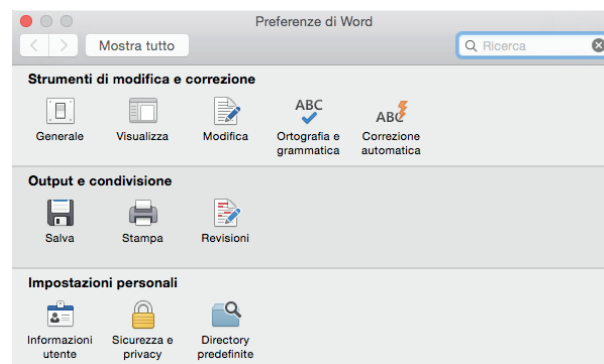 Preferenze di Word
Mostra tutto
Ricerca
Strumenti di modifica e correzione
ABC
ABC
Generale Visualizza Modifica Ortografia e grammatica Correzione automatica
Output e condivisione
Salva Stampa Revisioni
Impostazioni personali
Informazioni utente Sicurezza e privacy Directory predefinite